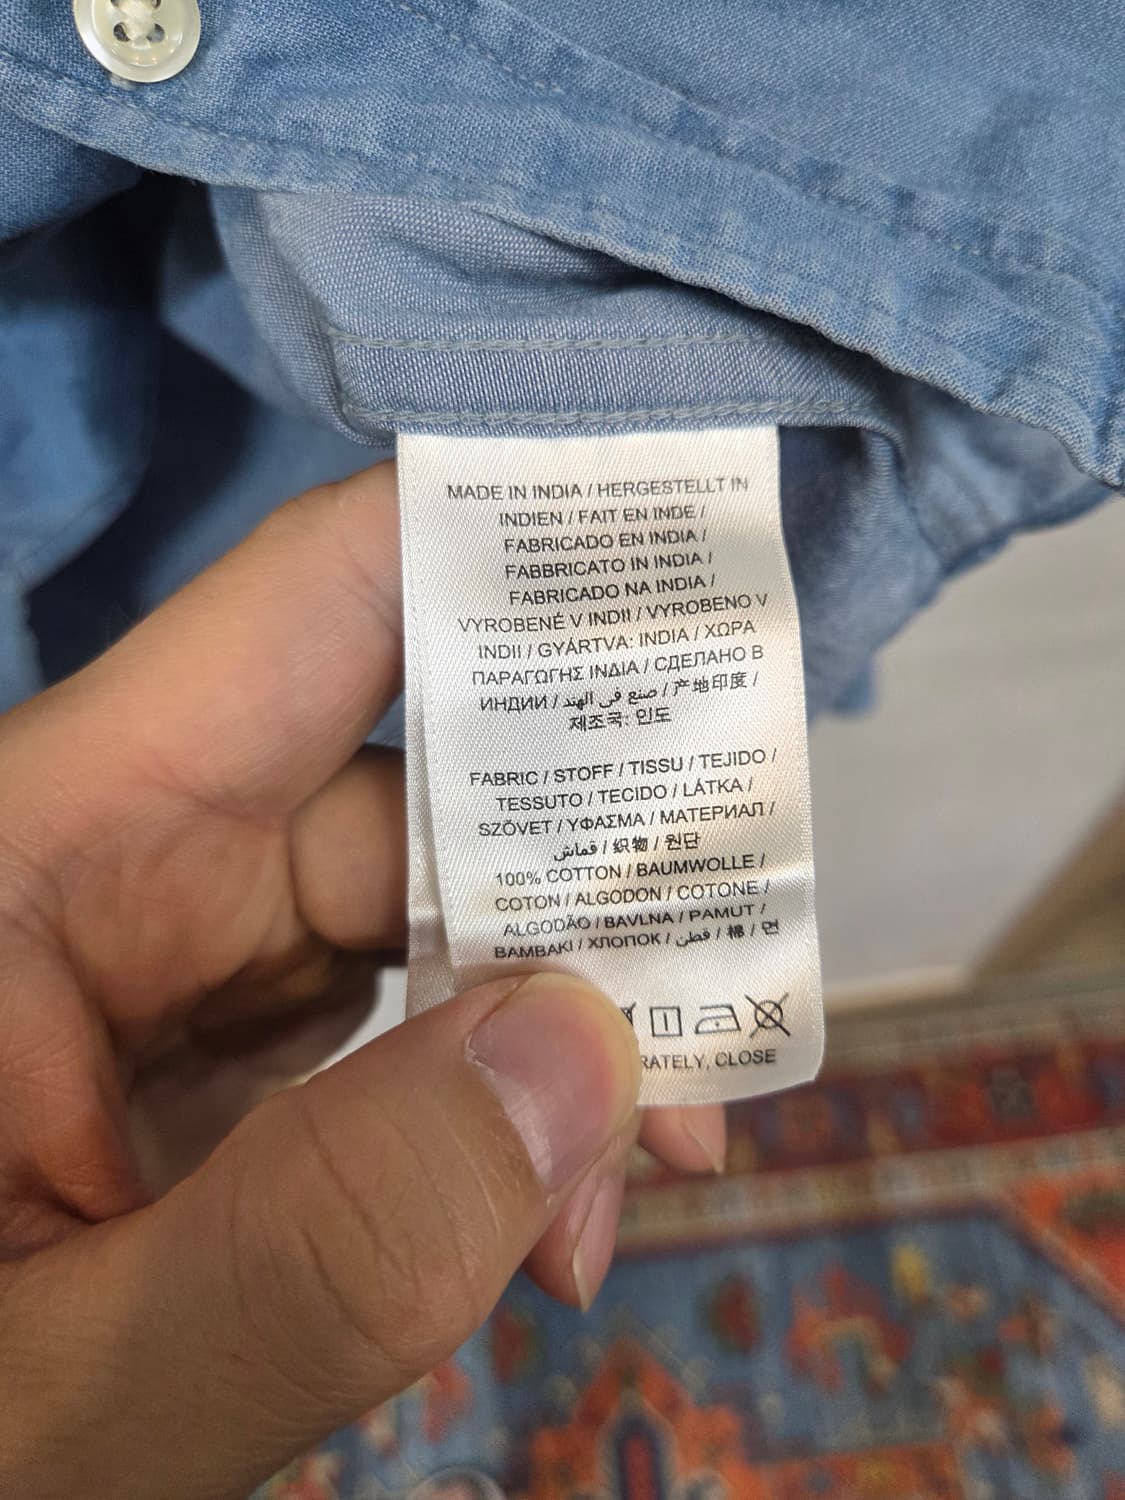 MADE IN INDIA / HERGESTELLT IN
INDIEN / FAIT EN INDE /
FABRICADO EN INDIA /
FABBRICATO IN INDIA /
FABRICADO NA INDIA /
VYROBENÉ V INDII / VYROBENO V
INDII / GYÁRTVA: INDIA / ΧΩΡΑ
ΠΑΡΑΓΩΓΗΣ ΙΝΔΙΑ / СДЕЛАНО В
ИНДИИ / صنع في الهند / 产地印度 /
제조국: 인도
FABRIC / STOFF / TISSU / TEJIDO /
TESSUTO / TECIDO / LÁTKA /
SZÖVET / ΥΦΑΣΜΑ / МАТЕРИАЛ /
قماش / 织物 / 원단
100% COTTON / BAUMWOLLE /
COTON / ALGODON / COTONE /
ALGODÃO / BAVLNA / PAMUT /
BAMBAKI / ХЛОПОК / قطن / 棉 / 면
CLOSE